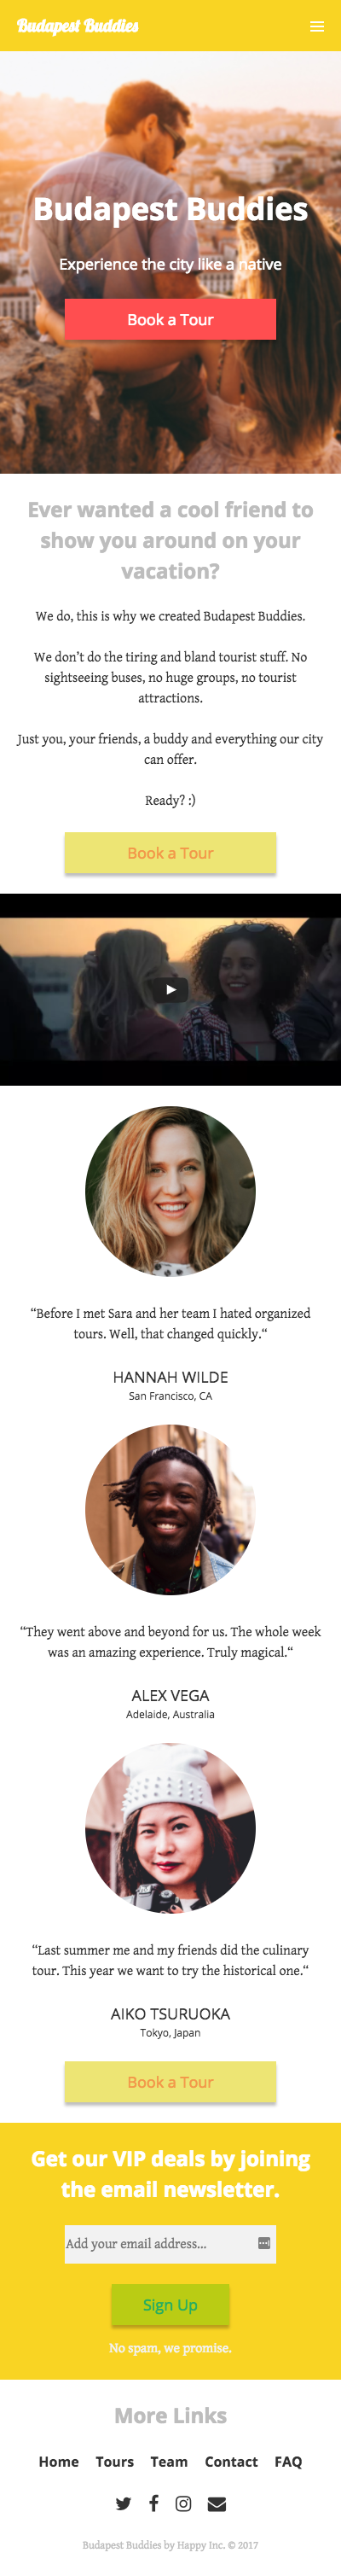 Budapest Buddies
Budapest Buddies
Experience the city like a native
Book a Tour
Ever wanted a cool friend to
show you around on your
vacation?
We do, this is why we created Budapest Buddies.
We don't do the tiring and bland tourist stuff. No
sightseeing buses, no huge groups, no tourist
attractions.
Just you, your friends, a buddy and everything our city
can offer.
Ready? :)
Book a Tour
“Before I met Sara and her team I hated organized
tours. Well, that changed quickly.“
HANNAH WILDE
San Francisco, CA
“They went above and beyond for us. The whole week
was an amazing experience. Truly magical.“
ALEX VEGA
Adelaide, Australia
“Last summer me and my friends did the culinary
tour. This year we want to try the historical one.“
AIKO TSURUOKA
Tokyo, Japan
Book a Tour
Get our VIP deals by joining
the email newsletter.
Add your email address...
Sign Up
No spam, we promise.
More Links
Home Tours Team Contact FAQ
Budapest Buddies by Happy Inc. © 2017